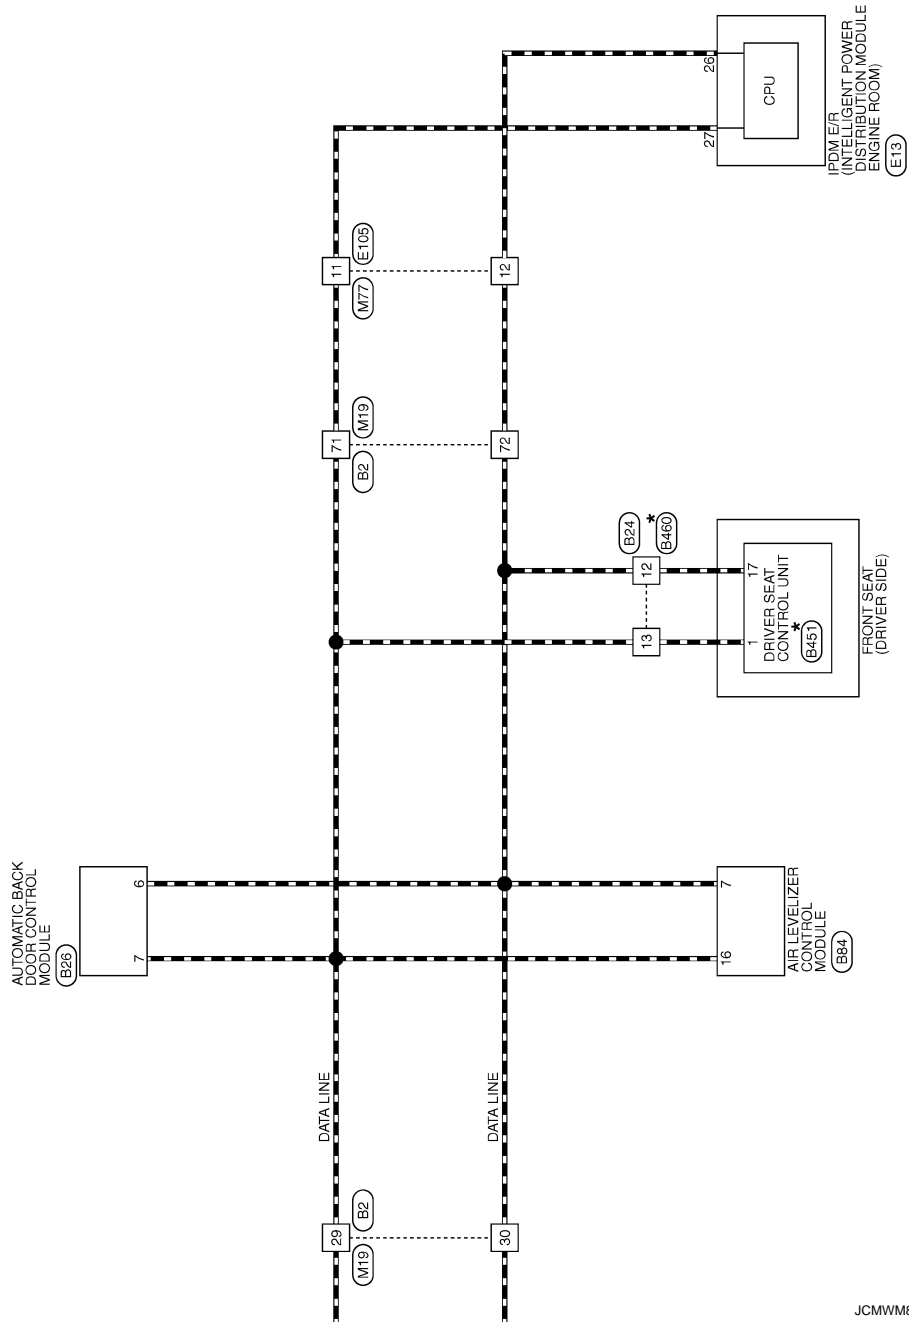 26
27
CPU
IPDM E/R
(INTELLIGENT POWER
DISTRIBUTION MODULE
ENGINE ROOM)
E13
11
E105
M77
12
71
M19
B2
72
B24
*
B460
12
13
17
1
DRIVER SEAT
CONTROL UNIT
*
B451
FRONT SEAT
(DRIVER SIDE)
AUTOMATIC BACK
DOOR CONTROL
MODULE
B26
6
7
7
16
AIR LEVELIZER
CONTROL
MODULE
B84
DATA LINE
DATA LINE
29
B2
M19
30